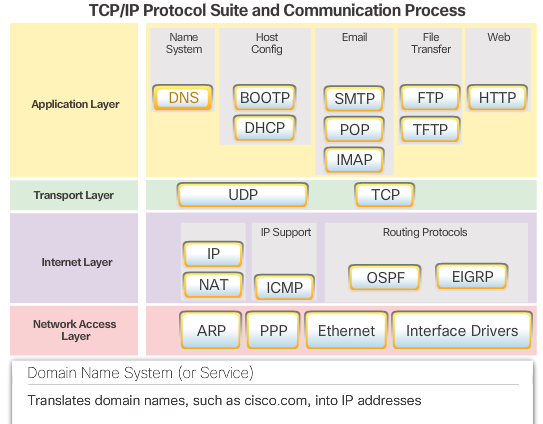 TCP/IP Protocol Suite and Communication Process
Name System
Host Config
Email
File Transfer
Web
Application Layer
DNS
BOOTP
SMTP
FTP
HTTP
DHCP
POP
TFTP
IMAP
Transport Layer
UDP
TCP
IP Support
Routing Protocols
Internet Layer
IP
NAT
ICMP
OSPF
EIGRP
Network Access Layer
ARP
PPP
Ethernet
Interface Drivers
Domain Name System (or Service)
Translates domain names, such as cisco.com, into IP addresses